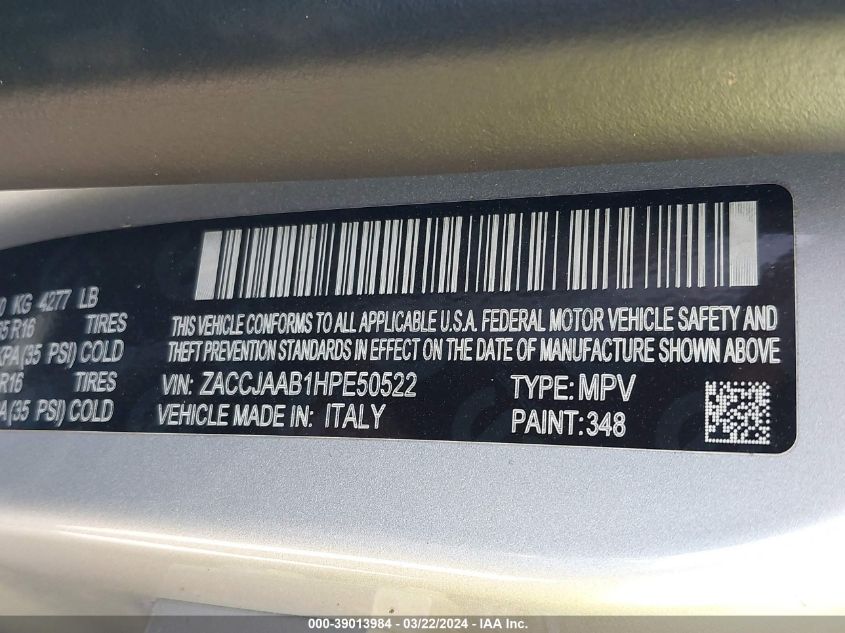 KG 4277 LB
R16 TIRES
(35 PSI) COLD
R16 TIRES
(35 PSI) COLD
THIS VEHICLE CONFORMS TO ALL APPLICABLE U.S.A. FEDERAL MOTOR VEHICLE SAFETY AND
THEFT PREVENTION STANDARDS IN EFFECT ON THE DATE OF MANUFACTURE SHOWN ABOVE
VIN: ZACCJAAB1HPE50522 TYPE: MPV
VEHICLE MADE IN: ITALY PAINT:348
000-39013984 - 03/22/2024 - IAA Inc.